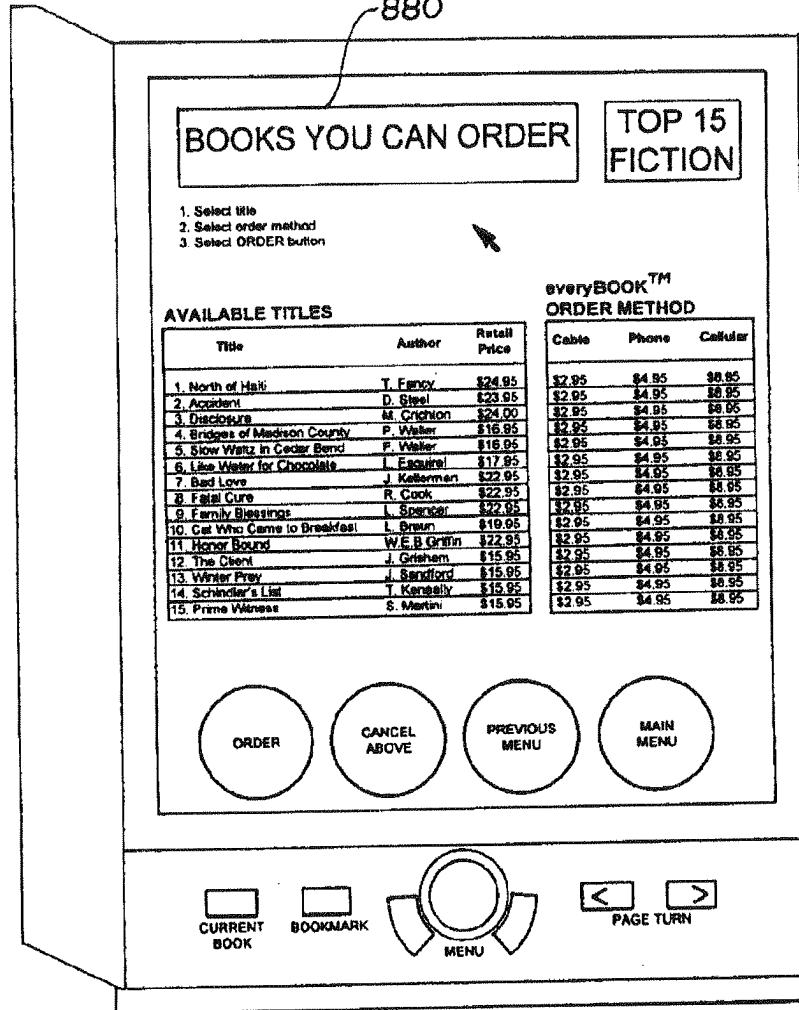 880
BOOKS YOU CAN ORDER
TOP 15
FICTION
1. Select title
2. Select order method
3. Select ORDER button
everyBOOK™
ORDER METHOD
AVAILABLE TITLES
Title Author Retail Price Cable Phone Cellular
1. North of Haiti T. Fancy $24.95 $2.95 $4.95 $8.95
2. Accident D. Steel $23.95 $2.95 $4.95 $8.95
3. Disclosure M. Crichton $24.00 $2.95 $4.95 $8.95
4. Bridges of Madison County P. Waller $16.95 $2.95 $4.95 $8.95
5. Slow Waltz in Cedar Bend F. Waller $16.95 $2.95 $4.95 $8.95
6. Like Water for Chocolate L. Esquirel $17.95 $2.95 $4.95 $8.95
7. Bad Love J. Kellerman $22.95 $2.95 $4.95 $8.95
8. Fatal Cure R. Cook $22.95 $2.95 $4.95 $8.95
9. Family Blessings L. Spencer $22.95 $2.95 $4.95 $8.95
10. Cat Who Came to Breakfast L. Braun $19.95 $2.95 $4.95 $8.95
11. Honor Bound W.E.B Griffin $22.95 $2.95 $4.95 $8.95
12. The Client J. Grisham $15.95 $2.95 $4.95 $8.95
13. Winter Prey J. Sandford $15.95 $2.95 $4.95 $8.95
14. Schindler's List T. Keneally $15.95 $2.95 $4.95 $8.95
15. Prime Witness S. Martini $15.95 $2.95 $4.95 $8.95
ORDER
CANCEL
ABOVE
PREVIOUS
MENU
MAIN
MENU
< >
CURRENT
BOOK
BOOKMARK
MENU
PAGE TURN